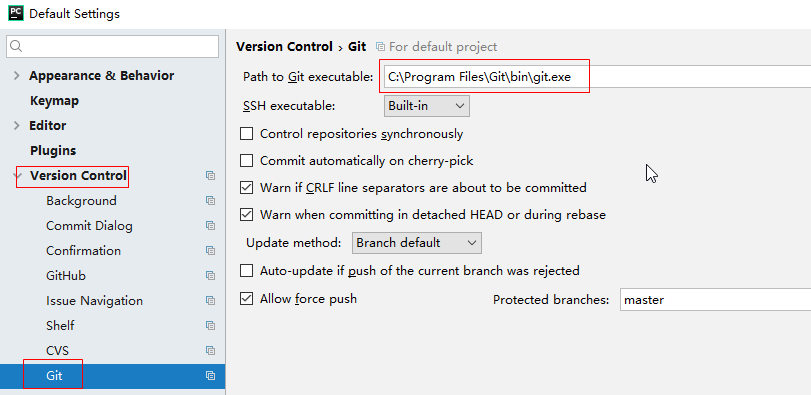 PC Default Settings
Version Control › Git For default project
Appearance & Behavior
Path to Git executable: C:\Program Files\Git\bin\git.exe
Keymap
SSH executable: Built-in
Editor
Control repositories synchronously
Plugins
Commit automatically on cherry-pick
Version Control
Warn if CRLF line separators are about to be committed
Background
Warn when committing in detached HEAD or during rebase
Commit Dialog
Update method: Branch default
Confirmation
Auto-update if push of the current branch was rejected
GitHub
Allow force push Protected branches: master
Issue Navigation
Shelf
CVS
Git